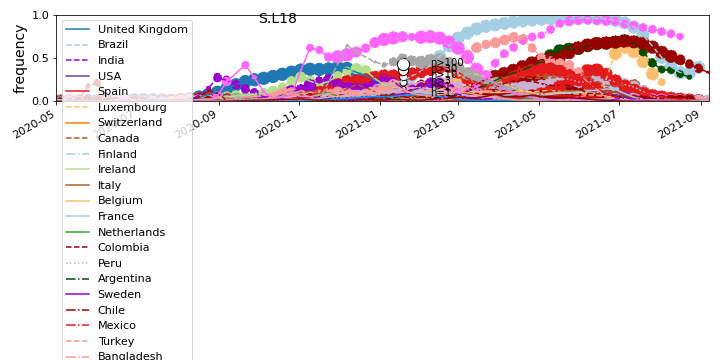 S.L18
frequency
1.0
0.5
0.0
2020-05
2020-09
2020-11
2021-01
2021-03
2021-05
2021-07
2021-09
United Kingdom
Brazil
India
USA
Spain
Luxembourg
Switzerland
Canada
Finland
Ireland
Italy
Belgium
France
Netherlands
Colombia
Peru
Argentina
Sweden
Chile
Mexico
Turkey
Bangladesh
n>100